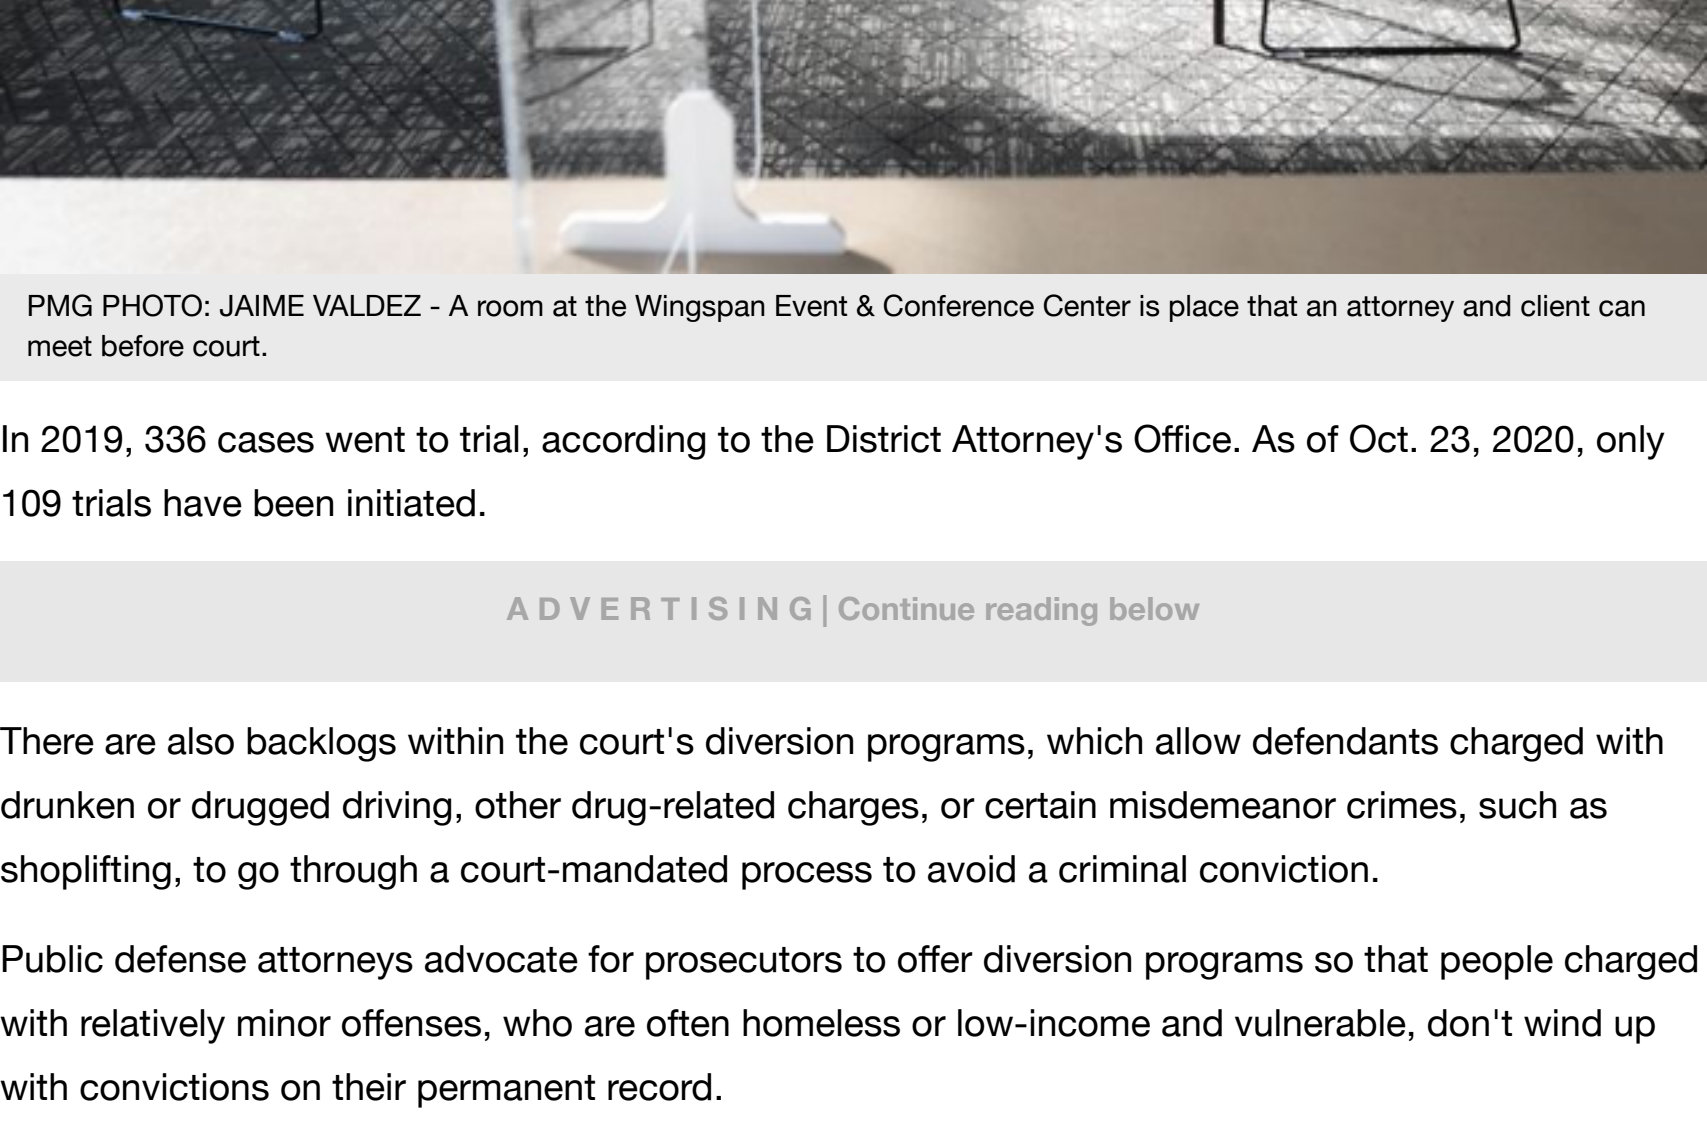 PMG PHOTO: JAIME VALDEZ - A room at the Wingspan Event & Conference Center is place that an attorney and client can
meet before court.
In 2019, 336 cases went to trial, according to the District Attorney's Office. As of Oct. 23, 2020, only
109 trials have been initiated.
ADVERTISING | Continue reading below
There are also backlogs within the court's diversion programs, which allow defendants charged with
drunken or drugged driving, other drug-related charges, or certain misdemeanor crimes, such as
shoplifting, to go through a court-mandated process to avoid a criminal conviction.
Public defense attorneys advocate for prosecutors to offer diversion programs so that people charged
with relatively minor offenses, who are often homeless or low-income and vulnerable, don't wind up
with convictions on their permanent record.